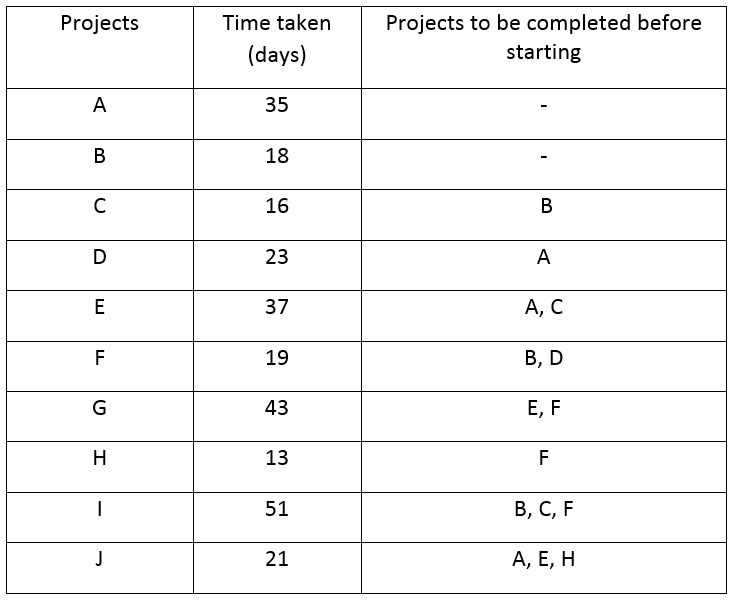 Projects Time taken (days) Projects to be completed before starting
A 35 -
B 18 -
C 16 B
D 23 A
E 37 A, C
F 19 B, D
G 43 E, F
H 13 F
I 51 B, C, F
J 21 A, E, H